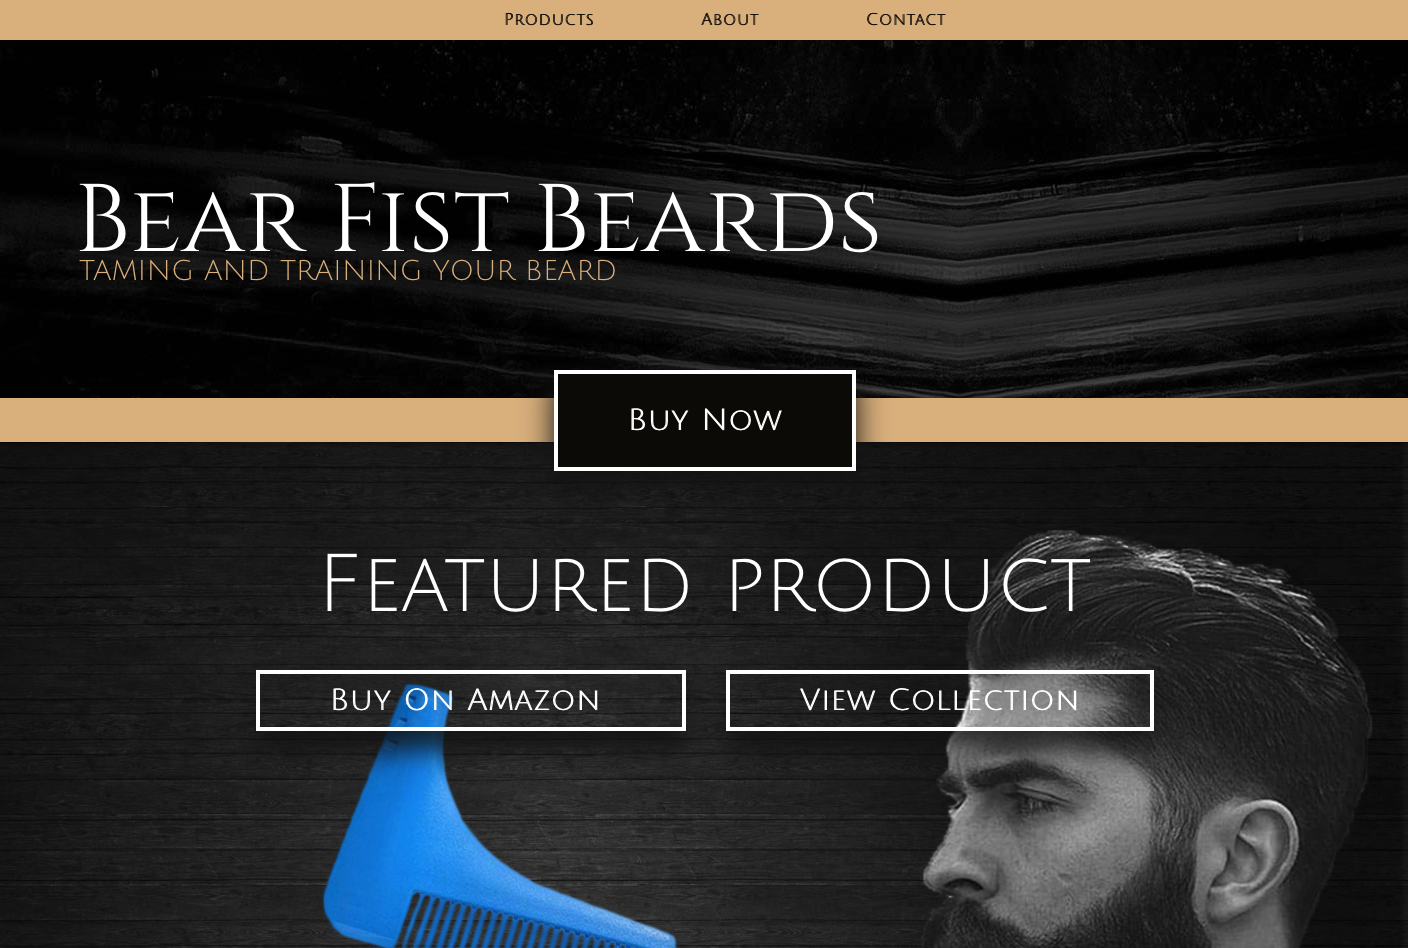 Products About Contact
Bear Fist Beards
TAMING AND TRAINING YOUR BEARD
Buy Now
Featured product
Buy On Amazon View Collection